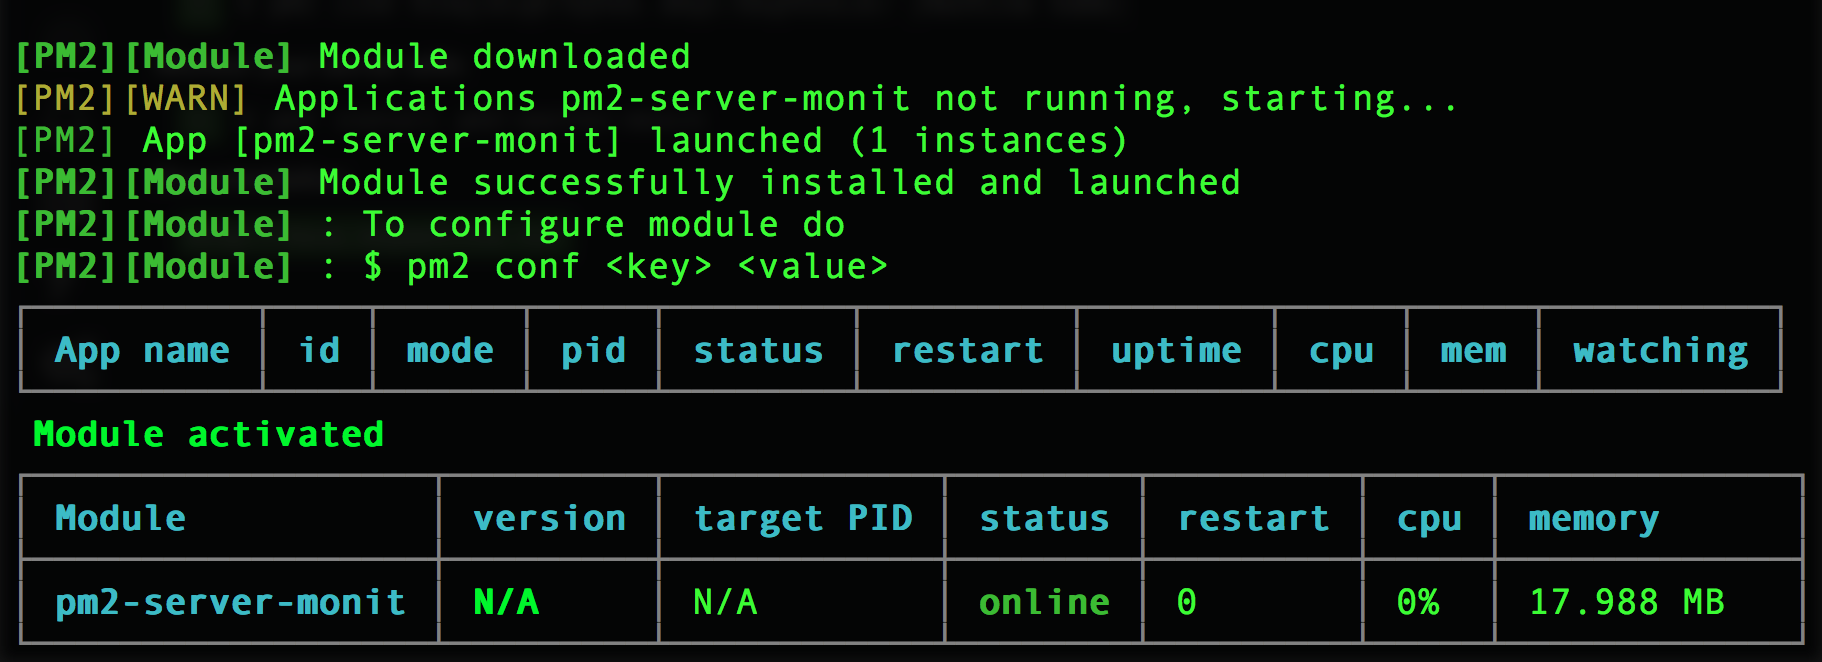 [PM2][Module] Module downloaded
[PM2][WARN] Applications pm2-server-monit not running, starting...
[PM2] App [pm2-server-monit] launched (1 instances)
[PM2][Module] Module successfully installed and launched
[PM2][Module] : To configure module do
[PM2][Module] : $ pm2 conf <key> <value>
App name id mode pid status restart uptime cpu mem watching
Module activated
Module version target PID status restart cpu memory
pm2-server-monit N/A N/A online 0 0% 17.988 MB